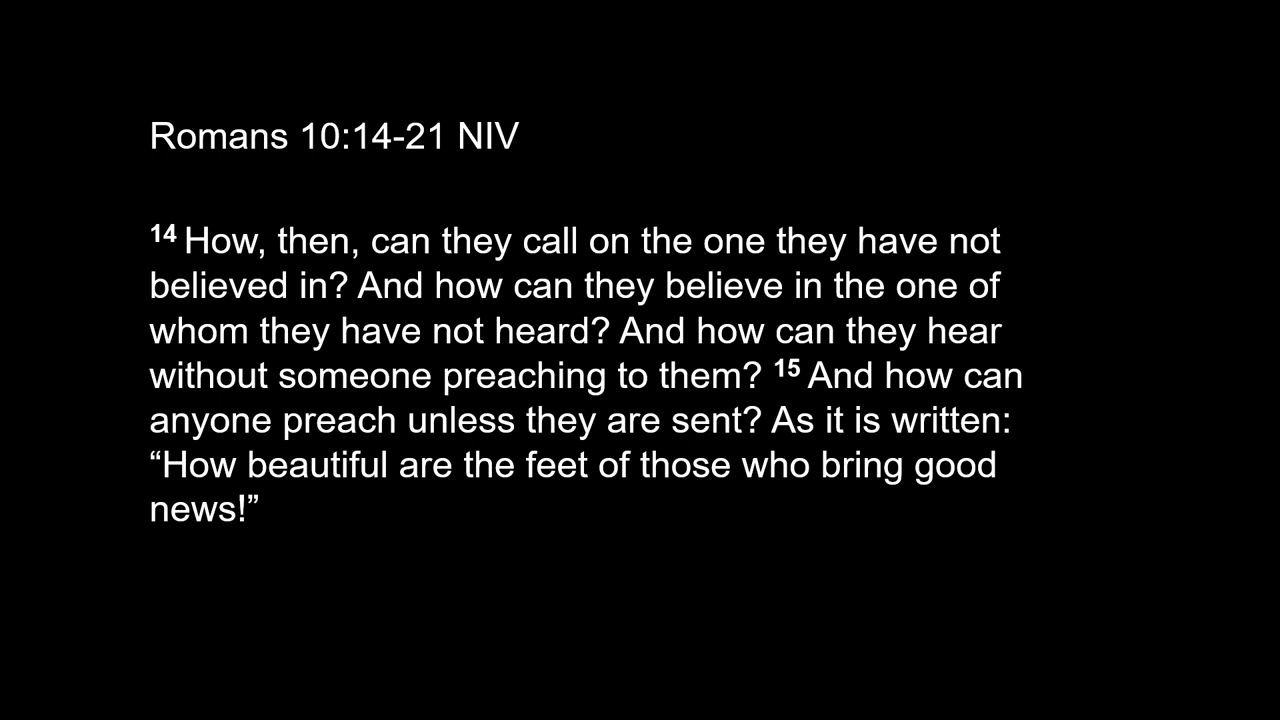 Romans 10:14-21 NIV
14 How, then, can they call on the one they have not
believed in? And how can they believe in the one of
whom they have not heard? And how can they hear
without someone preaching to them? 15 And how can
anyone preach unless they are sent? As it is written:
“How beautiful are the feet of those who bring good
news!”